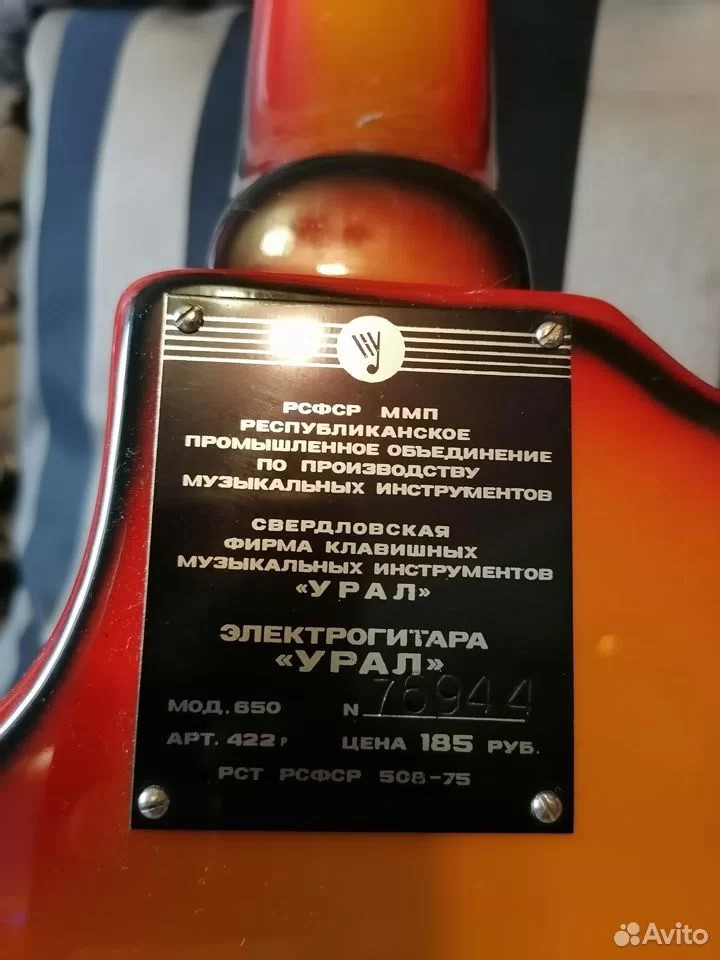 РСФСР ММП
РЕСПУБЛИКАНСКОЕ
ПРОМЫШЛЕННОЕ ОБЪЕДИНЕНИЕ
ПО ПРОИЗВОДСТВУ
МУЗЫКАЛЬНЫХ ИНСТРУМЕНТОВ
СВЕРДЛОВСКАЯ
ФИРМА КЛАВИШНЫХ
МУЗЫКАЛЬНЫХ ИНСТРУМЕНТОВ
«УРАЛ»
ЭЛЕКТРОГИТАРА
«УРАЛ»
МОД. 650 N 76944
АРТ. 422Р ЦЕНА 185 РУБ.
РСТ РСФСР 508-75
Avito